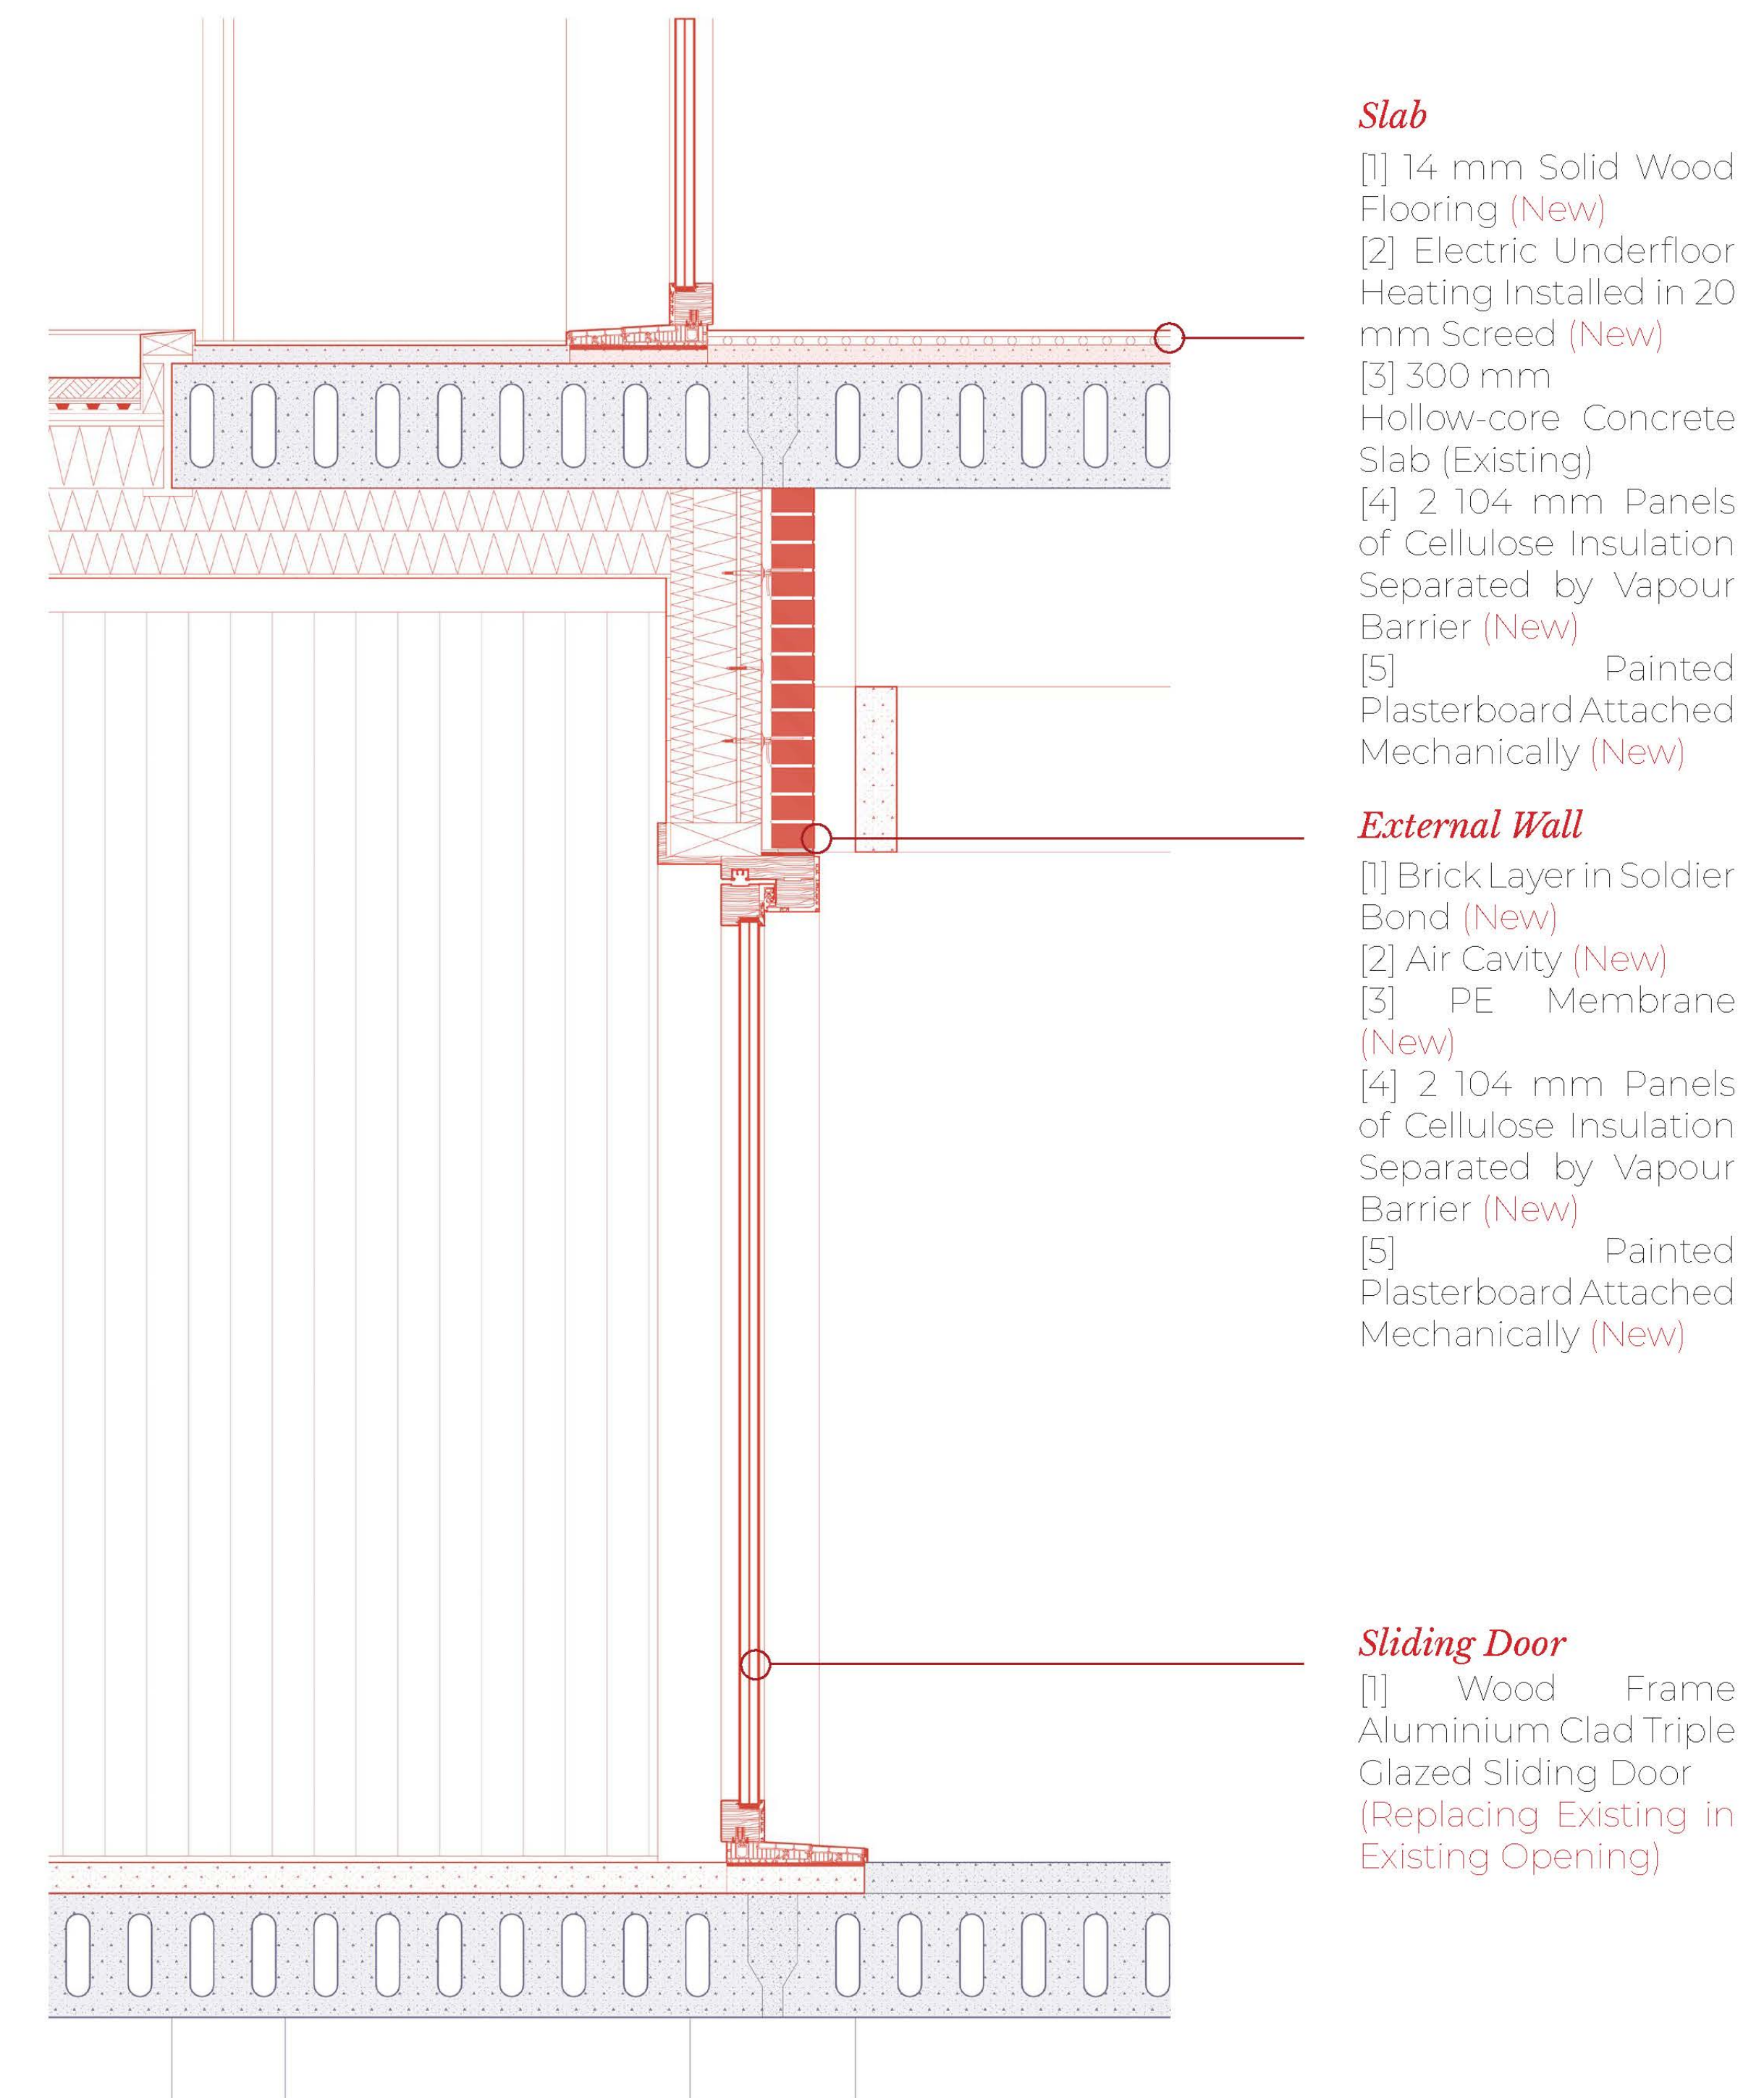 Slab
[1] 14 mm Solid Wood
Flooring (New)
[2] Electric Underfloor
Heating Installed in 20
mm Screed (New)
[3] 300 mm
Hollow-core Concrete
Slab (Existing)
[4] 2 104 mm Panels
of Cellulose Insulation
Separated by Vapour
Barrier (New)
[5] Painted
Plasterboard Attached
Mechanically (New)
External Wall
[1] Brick Layer in Soldier
Bond (New)
[2] Air Cavity (New)
[3] PE Membrane
(New)
[4] 2 104 mm Panels
of Cellulose Insulation
Separated by Vapour
Barrier (New)
[5] Painted
Plasterboard Attached
Mechanically (New)
Sliding Door
[1] Wood Frame
Aluminium Clad Triple
Glazed Sliding Door
(Replacing Existing in
Existing Opening)